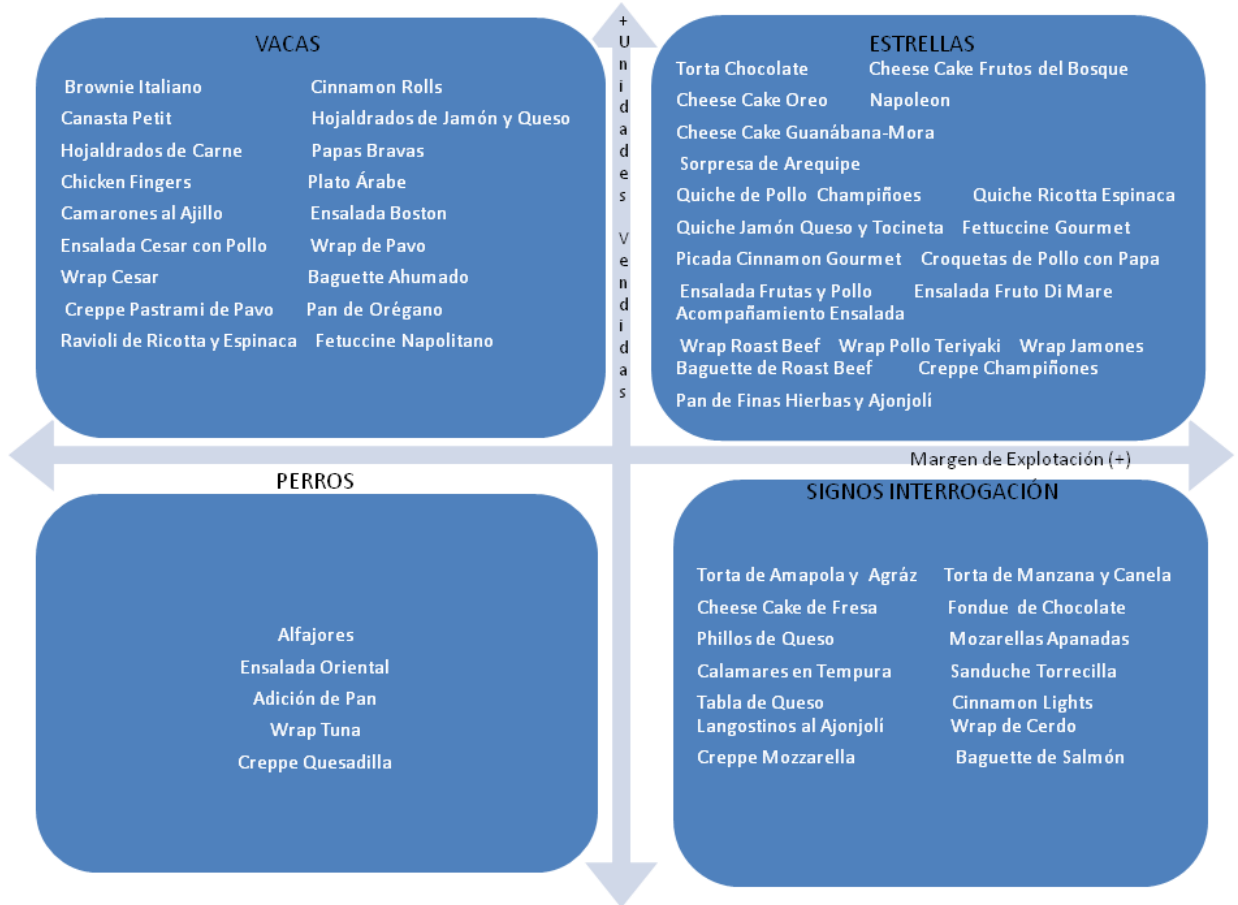 VACAS
Brownie Italiano Cinnamon Rolls
Canasta Petit Hojaldrados de Jamón y Queso
Hojaldrados de Carne Papas Bravas
Chicken Fingers Plato Árabe
Camarones al Ajillo Ensalada Boston
Ensalada Cesar con Pollo Wrap de Pavo
Wrap Cesar Baguette Ahumado
Creppe Pastrami de Pavo Pan de Orégano
Ravioli de Ricotta y Espinaca Fetuccine Napolitano
+ Unidades Vendidas
ESTRELLAS
Torta Chocolate Cheese Cake Frutos del Bosque
Cheese Cake Oreo Napoleon
Cheese Cake Guanábana-Mora
Sorpresa de Arequipe
Quiche de Pollo Champiñoes Quiche Ricotta Espinaca
Quiche Jamón Queso y Tocineta Fettuccine Gourmet
Picada Cinnamon Gourmet Croquetas de Pollo con Papa
Ensalada Frutas y Pollo Ensalada Fruto Di Mare
Acompañamiento Ensalada
Wrap Roast Beef Wrap Pollo Teriyaki Wrap Jamones
Baguette de Roast Beef Creppe Champiñones
Pan de Finas Hierbas y Ajonjolí
Margen de Explotación (+)
PERROS
Alfajores
Ensalada Oriental
Adición de Pan
Wrap Tuna
Creppe Quesadilla
SIGNOS INTERROGACIÓN
Torta de Amapola y Agráz Torta de Manzana y Canela
Cheese Cake de Fresa Fondue de Chocolate
Phillos de Queso Mozarellas Apanadas
Calamares en Tempura Sanduche Torrecilla
Tabla de Queso Cinnamon Lights
Langostinos al Ajonjolí Wrap de Cerdo
Creppe Mozzarella Baguette de Salmón